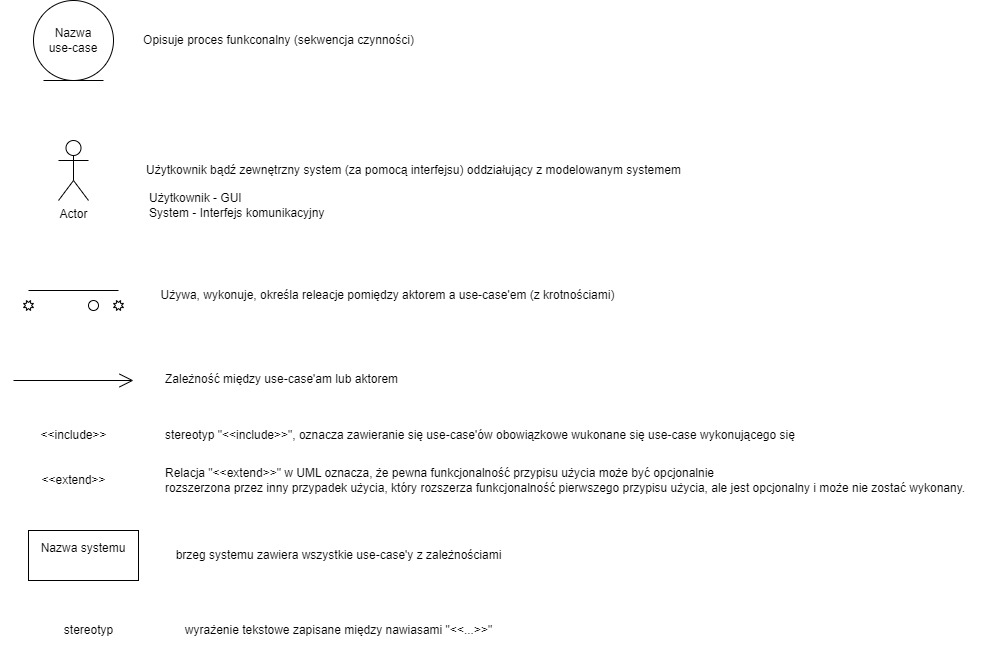 Nazwa
use-case
Opisuje proces funkconalny (sekwencja czynności)
Użytkownik bądź zewnętrzny system (za pomocą interfejsu) oddziałujący z modelowanym systemem
Użytkownik - GUI
System - Interfejs komunikacyjny
Actor
Używa, wykonuje, określa releacje pomiędzy aktorem a use-case'em (z krotnościami)
Zależność między use-case'am lub aktorem
<<include>>
stereotyp "<<include>>", oznacza zawieranie się use-case'ów obowiązkowe wukonane się use-case wykonującego się
<<extend>>
Relacja "<<extend>>" w UML oznacza, że pewna funkcjonalność przypisu użycia może być opcjonalnie
rozszerzona przez inny przypadek użycia, który rozszerza funkcjonalność pierwszego przypisu użycia, ale jest opcjonalny i może nie zostać wykonany.
Nazwa systemu
brzeg systemu zawiera wszystkie use-case'y z zależnościami
stereotyp
wyrażenie tekstowe zapisane między nawiasami "<<...>>"